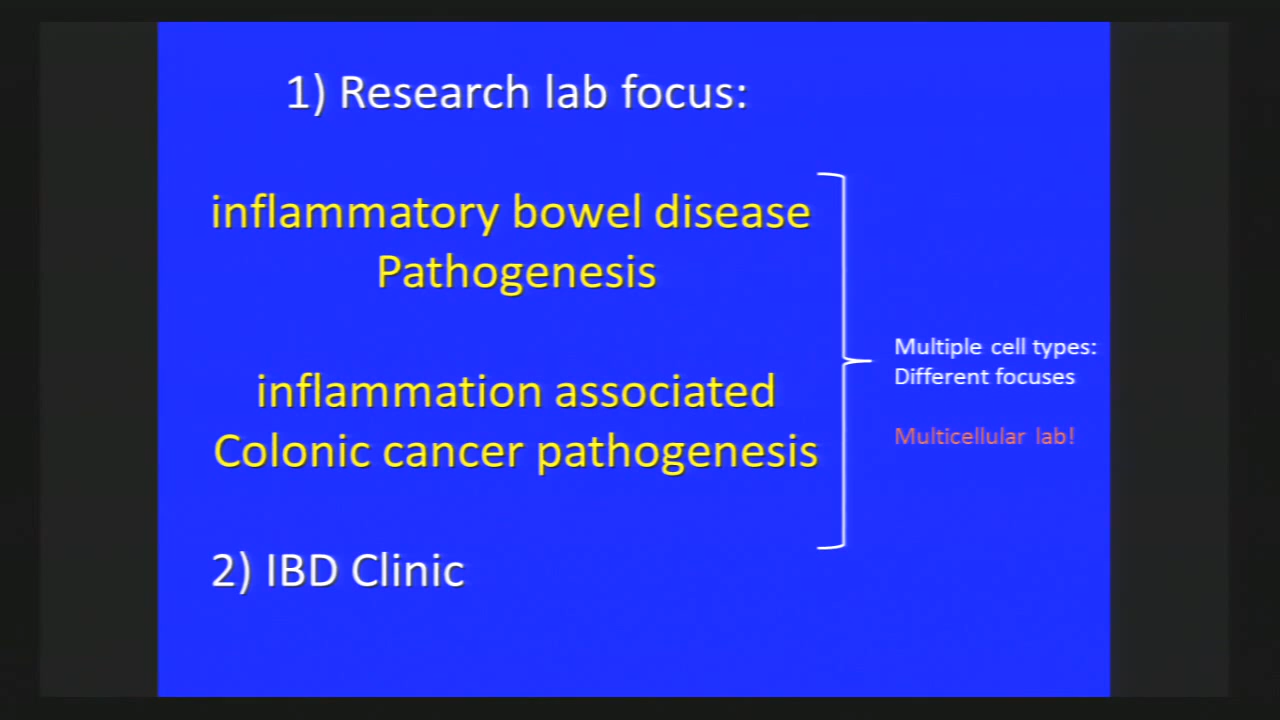 1) Research lab focus:
inflammatory bowel disease
Pathogenesis
inflammation associated
Colonic cancer pathogenesis
2) IBD Clinic
Multiple cell types:
Different focuses
Multicellular lab!